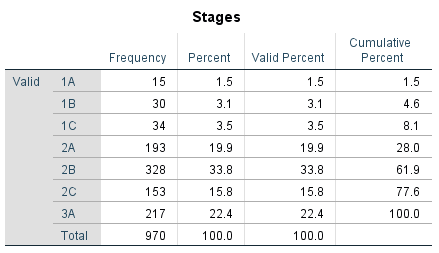 Stages
Frequency Percent Valid Percent Cumulative Percent
Valid 1A 15 1.5 1.5 1.5
1B 30 3.1 3.1 4.6
1C 34 3.5 3.5 8.1
2A 193 19.9 19.9 28.0
2B 328 33.8 33.8 61.9
2C 153 15.8 15.8 77.6
3A 217 22.4 22.4 100.0
Total 970 100.0 100.0